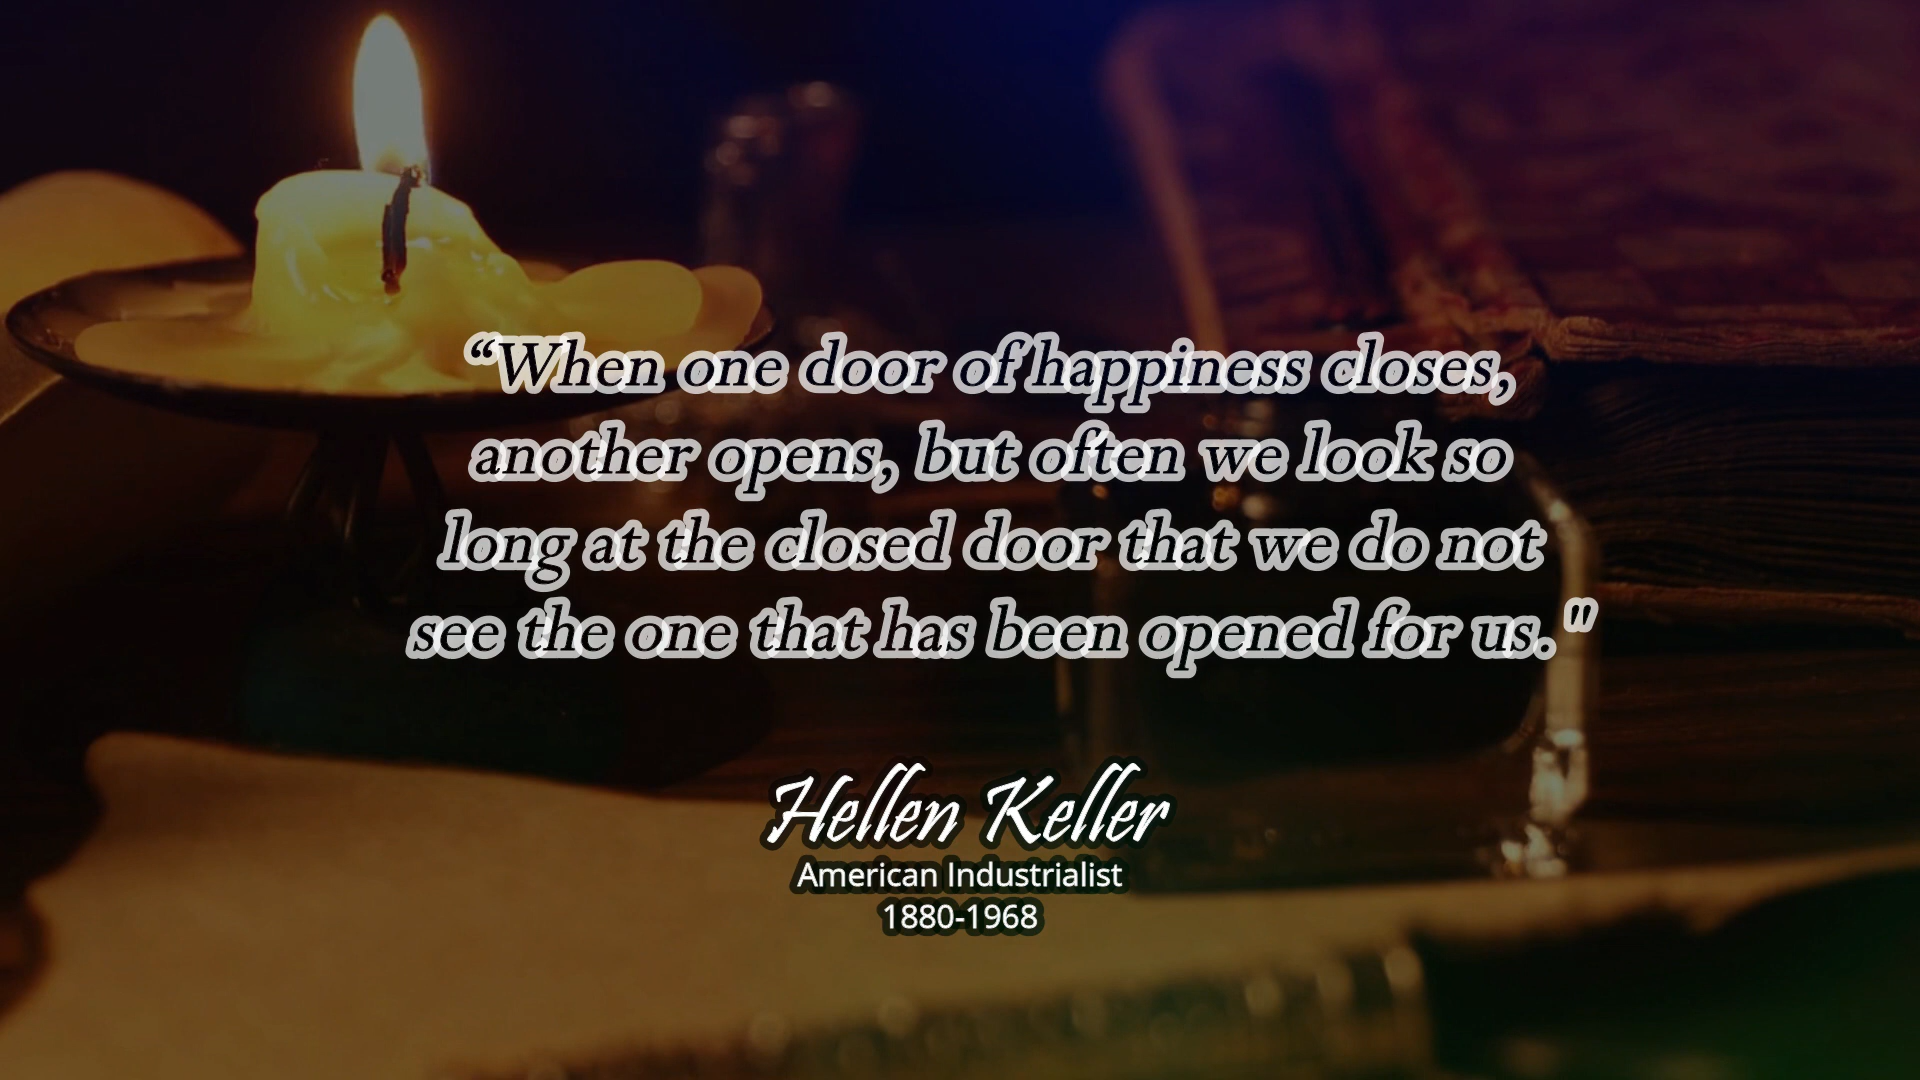 “When one door of happiness closes,
another opens, but often we look so
long at the closed door that we do not
see the one that has been opened for us."
Hellen Keller
American Industrialist
1880-1968